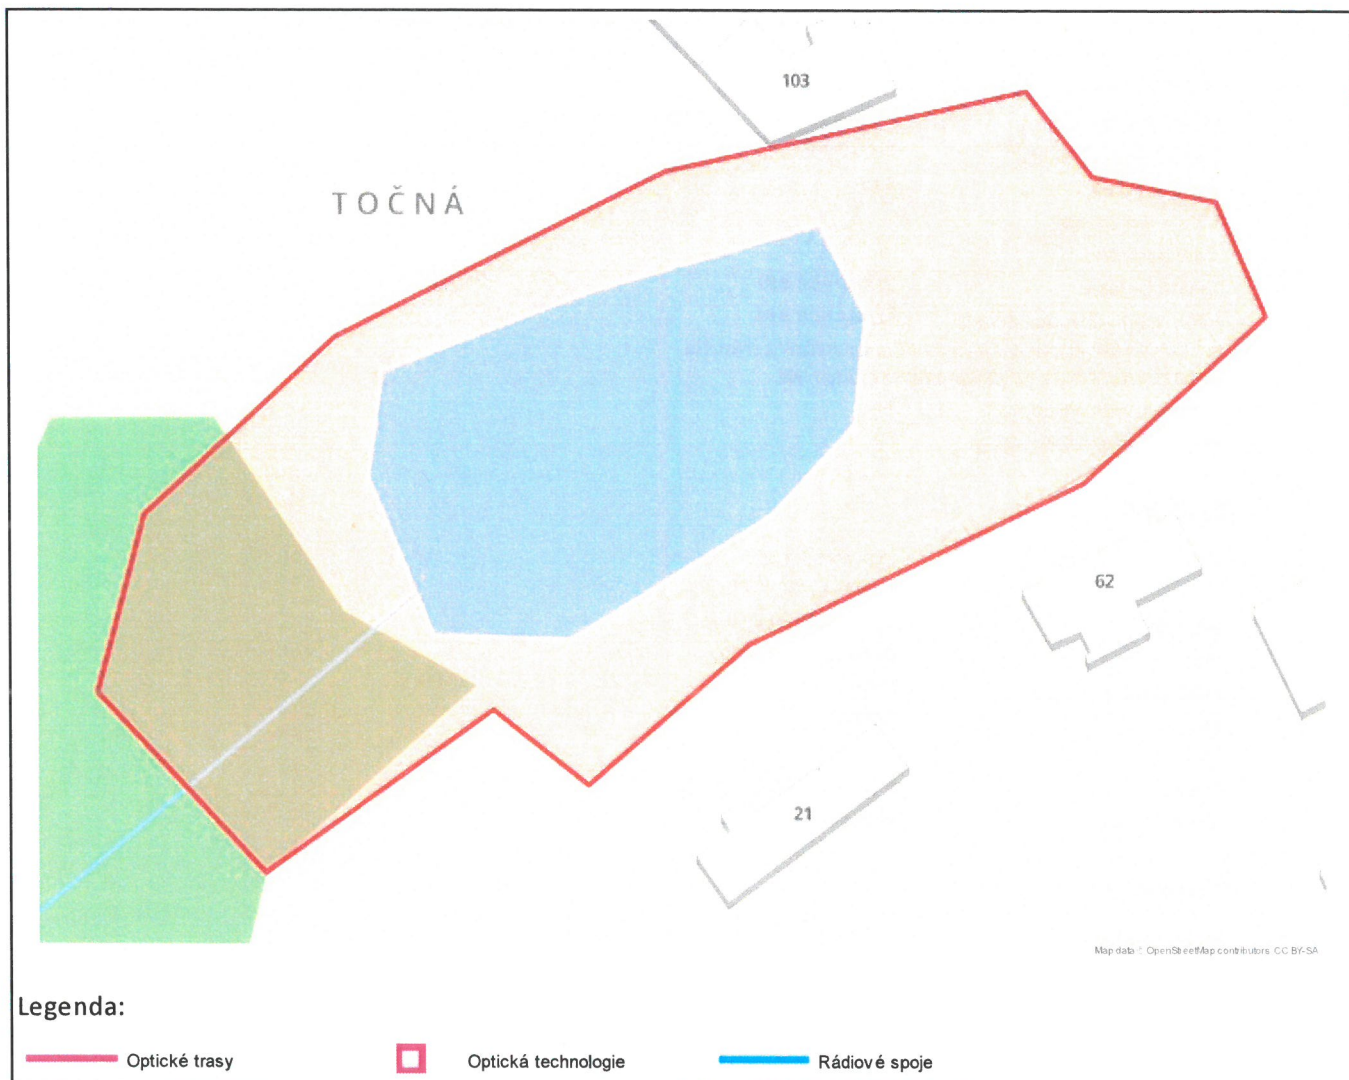 103
TOČNÁ
62
21
Map data © OpenStreetMap contributors, CC BY-SA
Legenda:
Optické trasy Optická technologie Rádiové spoje